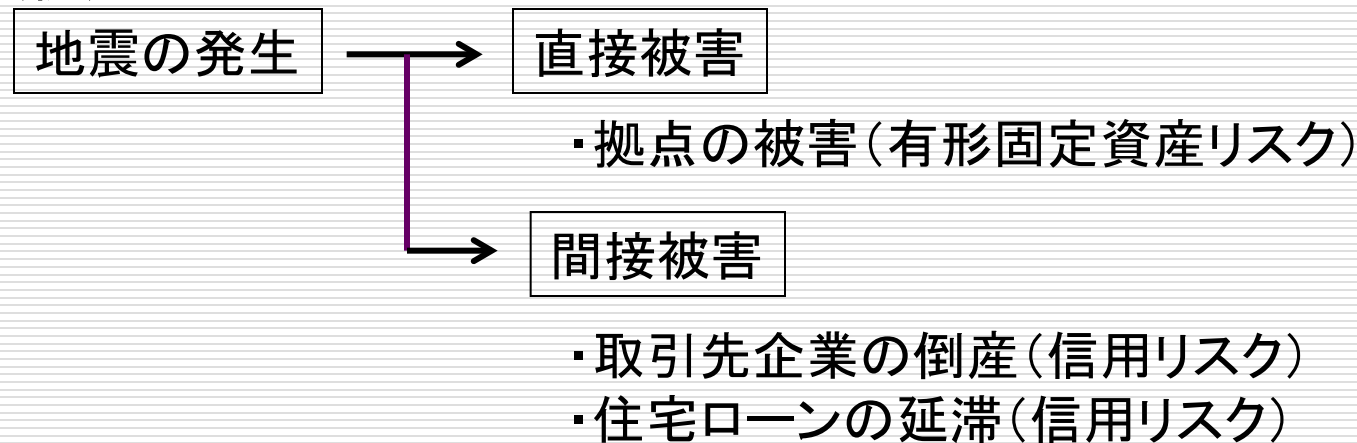 地震の発生
直接被害
・拠点の被害(有形固定資産リスク)
間接被害
・取引先企業の倒産(信用リスク)
・住宅ローンの延滞(信用リスク)